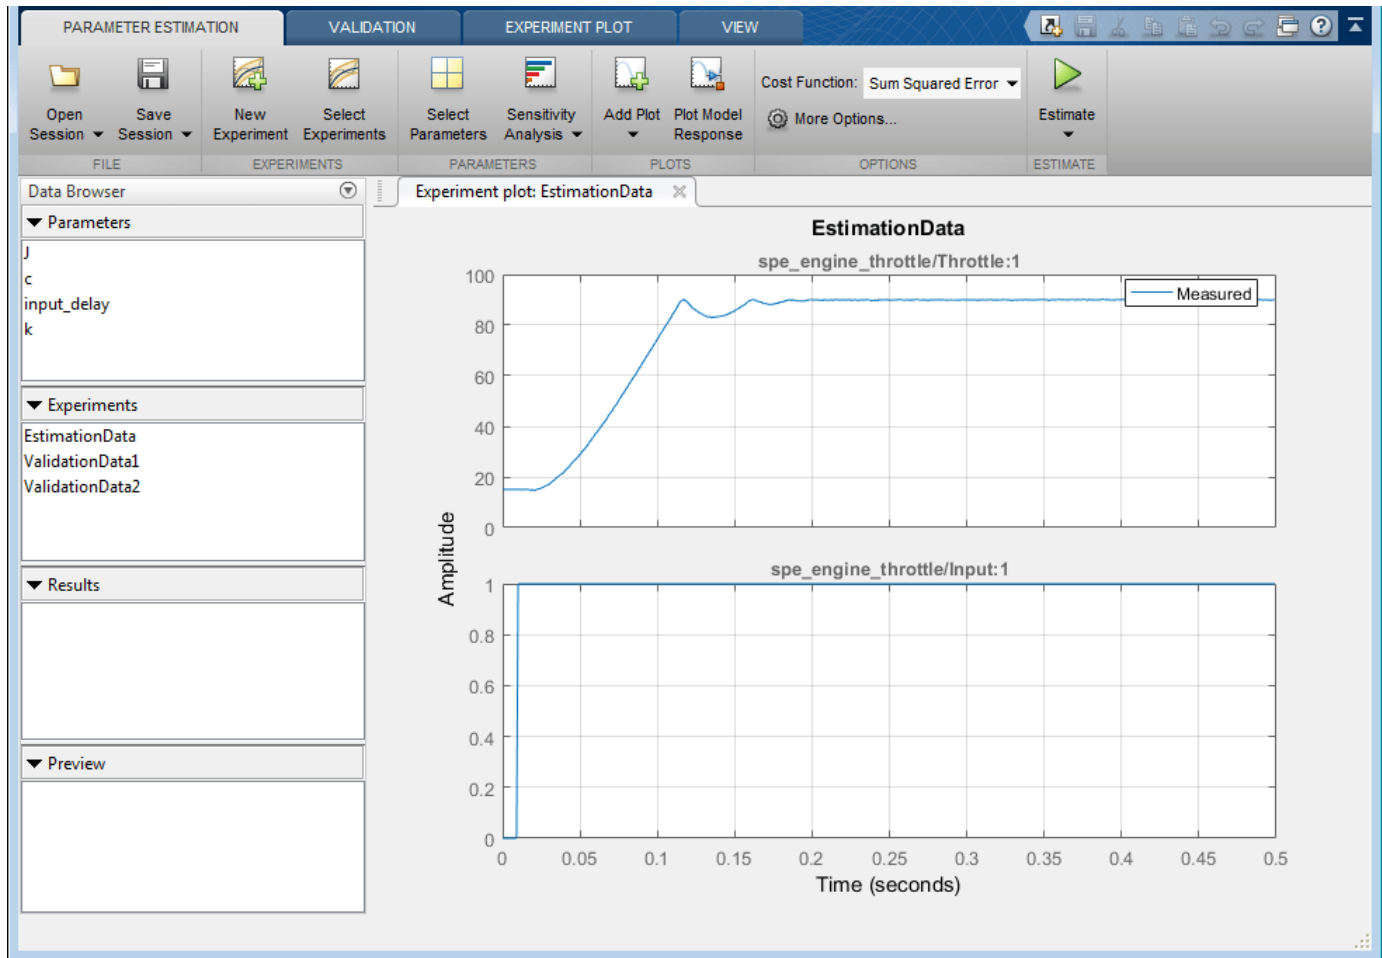 PARAMETER ESTIMATION VALIDATION EXPERIMENT PLOT VIEW
Open Session Save Session New Experiment Select Experiments Select Parameters Sensitivity Analysis Add Plot Plot Model Response Cost Function: Sum Squared Error Estimate
More Options...
FILE EXPERIMENTS PARAMETERS PLOTS OPTIONS ESTIMATE
Data Browser
Parameters
J
c
input_delay
k
Experiments
EstimationData
ValidationData1
ValidationData2
Results
Preview
Experiment plot: EstimationData
EstimationData
spe_engine_throttle/Throttle:1
Measured
100
80
60
40
20
0
Amplitude
spe_engine_throttle/Input:1
1
0.8
0.6
0.4
0.2
0
0 0.05 0.1 0.15 0.2 0.25 0.3 0.35 0.4 0.45 0.5
Time (seconds)